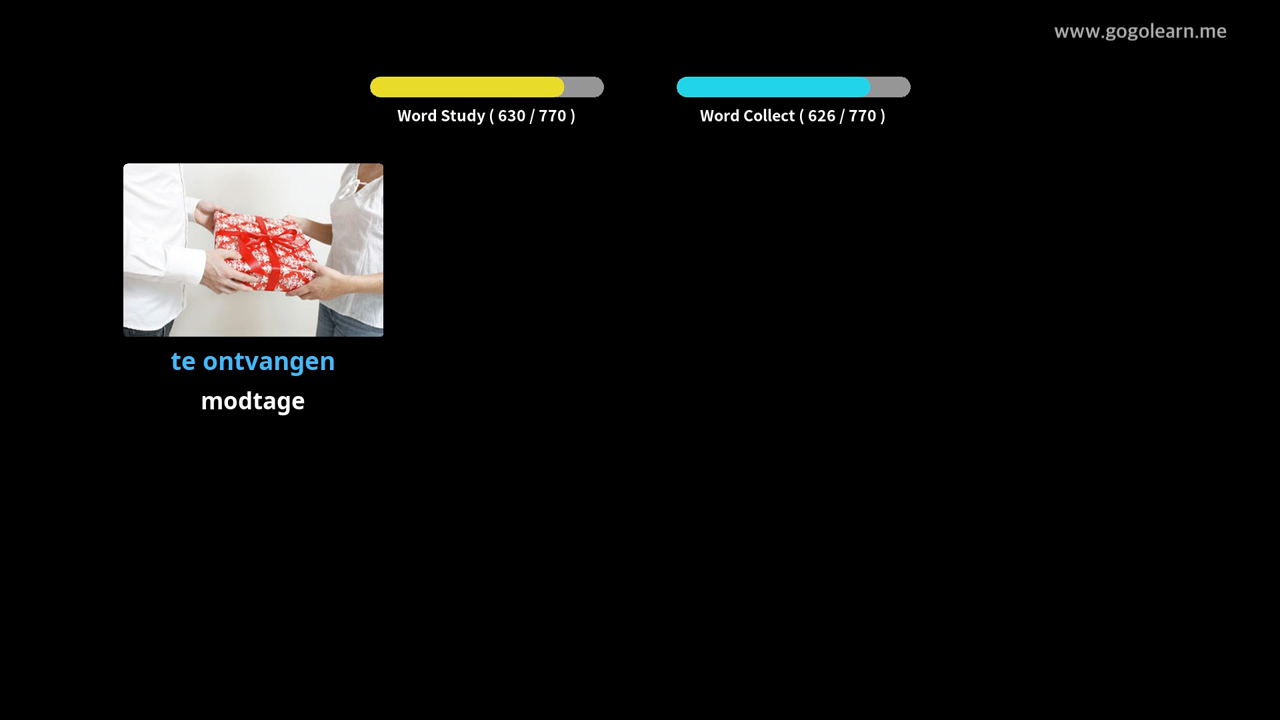 www.gogolearn.me
Word Study ( 630 / 770 )
Word Collect ( 626 / 770 )
te ontvangen
modtage